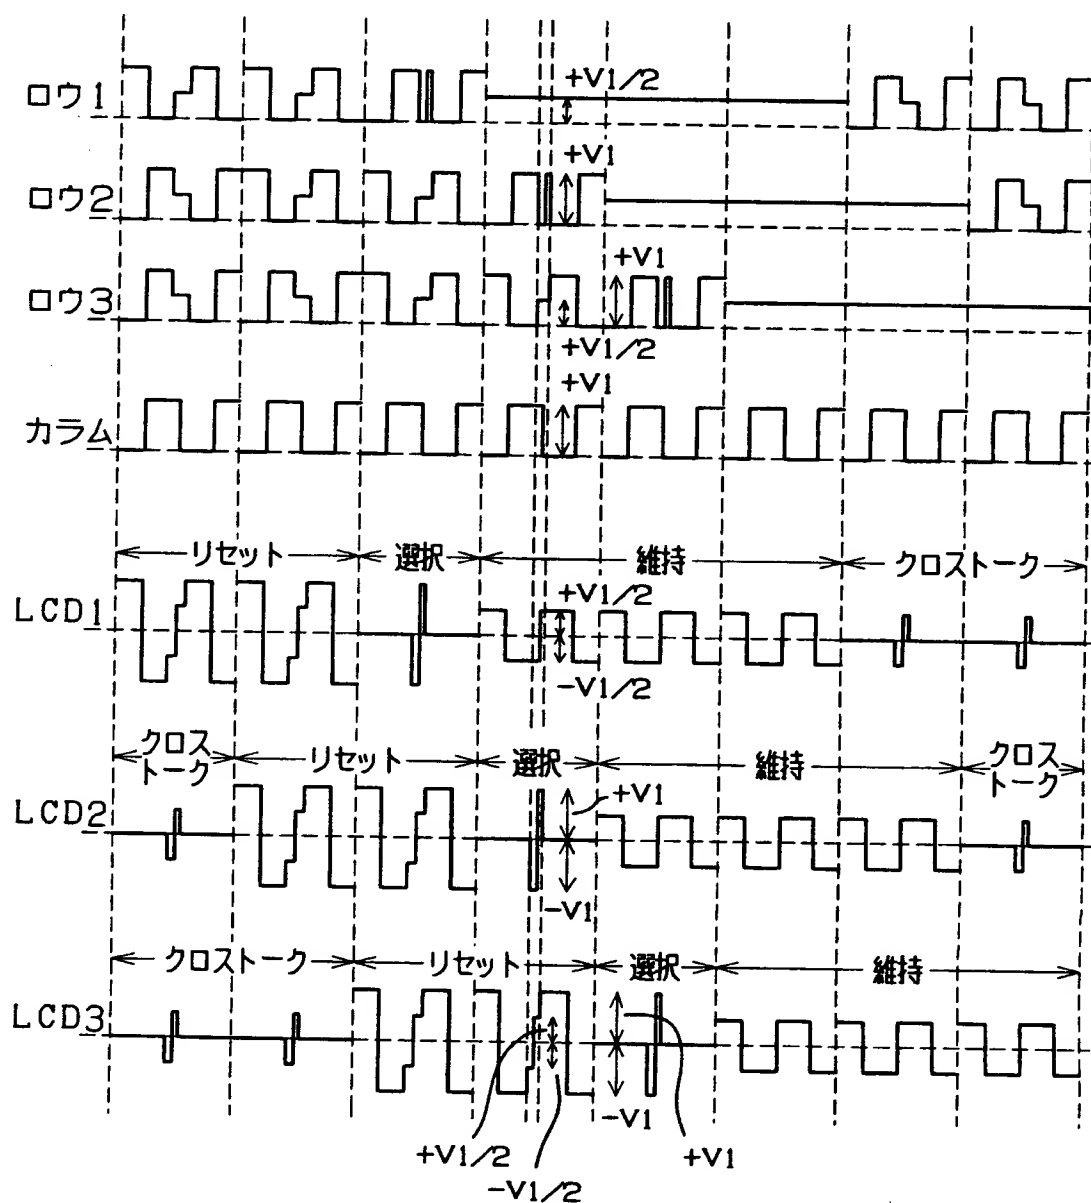 ロウ1
+V1/2
ロウ2
+V1
ロウ3
+V1
+V1/2
カラム
+V1
リセット
選択
維持
クロストーク
LCD1
+V1/2
-V1/2
クロス
トーク
リセット
選択
維持
クロス
トーク
LCD2
+V1
-V1
クロストーク
リセット
選択
維持
LCD3
-V1
+V1/2
+V1
-V1/2